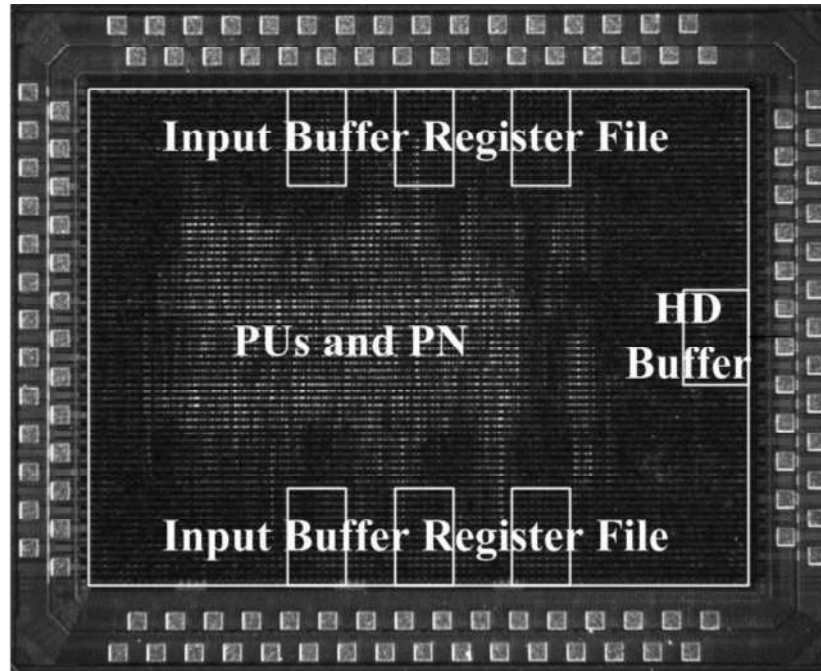 Input Buffer Register File
PUs and PN
HD
Buffer
Input Buffer Register File